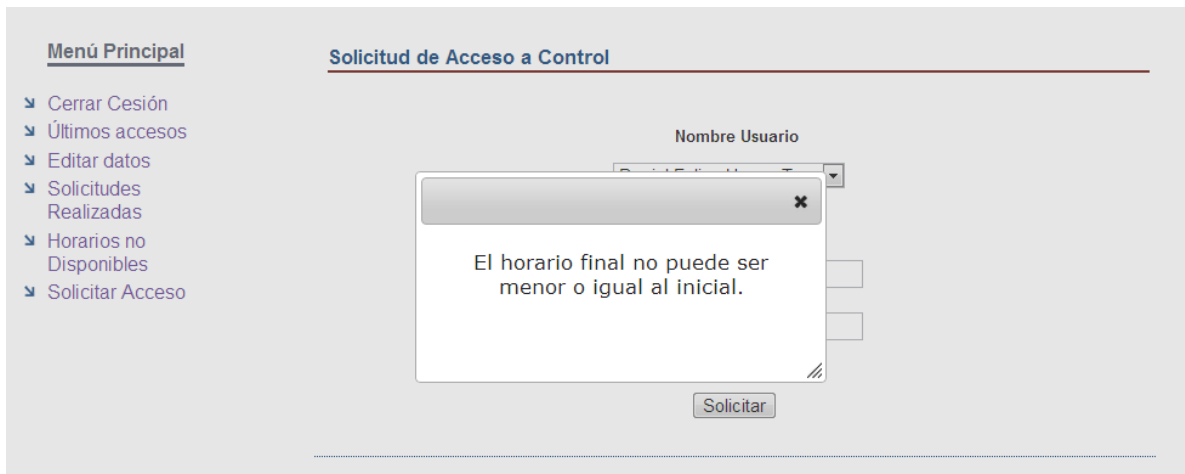 Menú Principal
Cerrar Cesión
Últimos accesos
Editar datos
Solicitudes
Realizadas
Horarios no
Disponibles
Solicitar Acceso
Solicitud de Acceso a Control
Nombre Usuario
El horario final no puede ser
menor o igual al inicial.
Solicitar